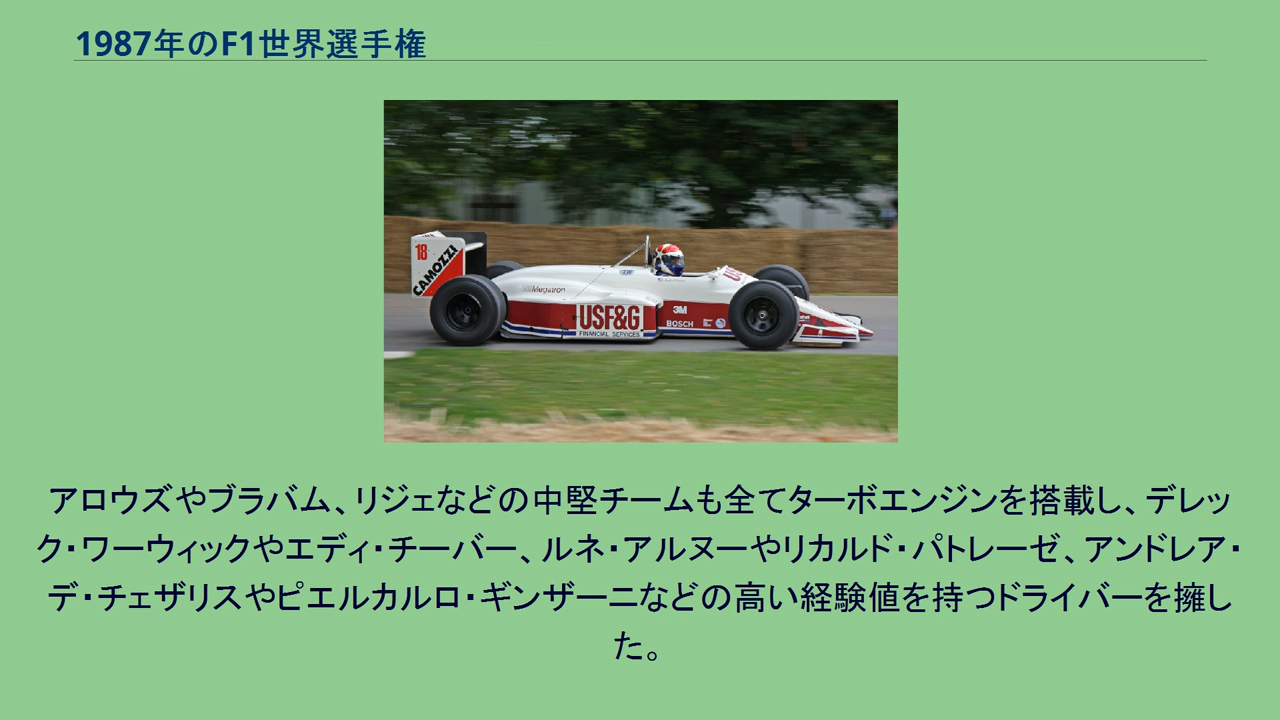 1987年のF1世界選手権
18
CAMOZZI
Megatron
USF&G
FINANCIAL SERVICES
3M
BOSCH
アロウズやブラバム、リジェなどの中堅チームも全てターボエンジンを搭載し、デレッ
ク・ワーウィックやエディ・チーバー、ルネ・アルヌーやリカルド・パトレーゼ、アンドレア・
デ・チェザリスやピエルカルロ・ギンザーニなどの高い経験値を持つドライバーを擁し
た。